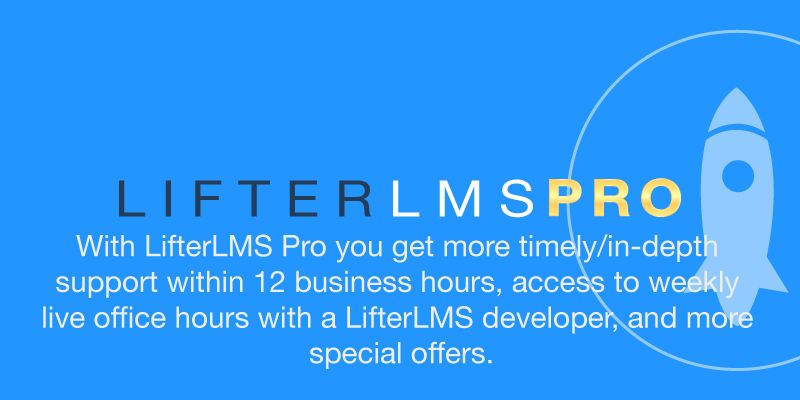 LIFTERLMSPRO
With LifterLMS Pro you get more timely/in-depth
support within 12 business hours, access to weekly
live office hours with a LifterLMS developer, and more
special offers.